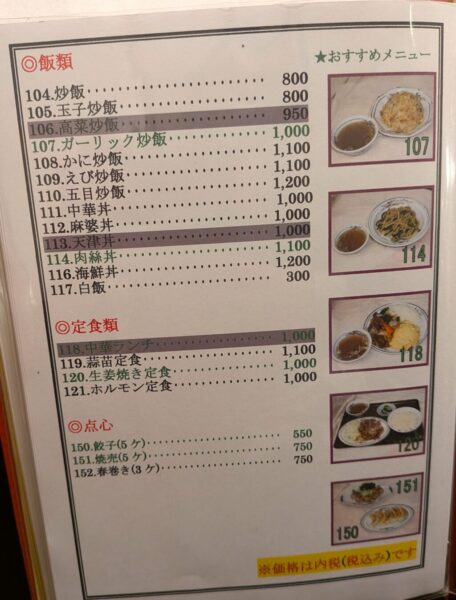 ◎飯類
★おすすめメニュー
104.炒飯 800
105.玉子炒飯 800
106.高菜炒飯 950
107.ガーリック炒飯 1,000
108.かに炒飯 1,100
109.えび炒飯 1,100
110.五目炒飯 1,200
111.中華丼 1,000
112.麻婆丼 1,000
113.天津丼 1,000
114.肉絲丼 1,100
116.海鮮丼 1,200
117.白飯 300
◎定食類
118.中華ランチ 1,000
119.蒜苗定食 1,100
120.生姜焼き定食 1,000
121.ホルモン定食 1,000
◎点心
150.餃子(5ケ) 550
151.焼売(5ケ) 750
152.春巻き(3ケ) 750
107
114
118
120
151
150
※価格は内税(税込み)です